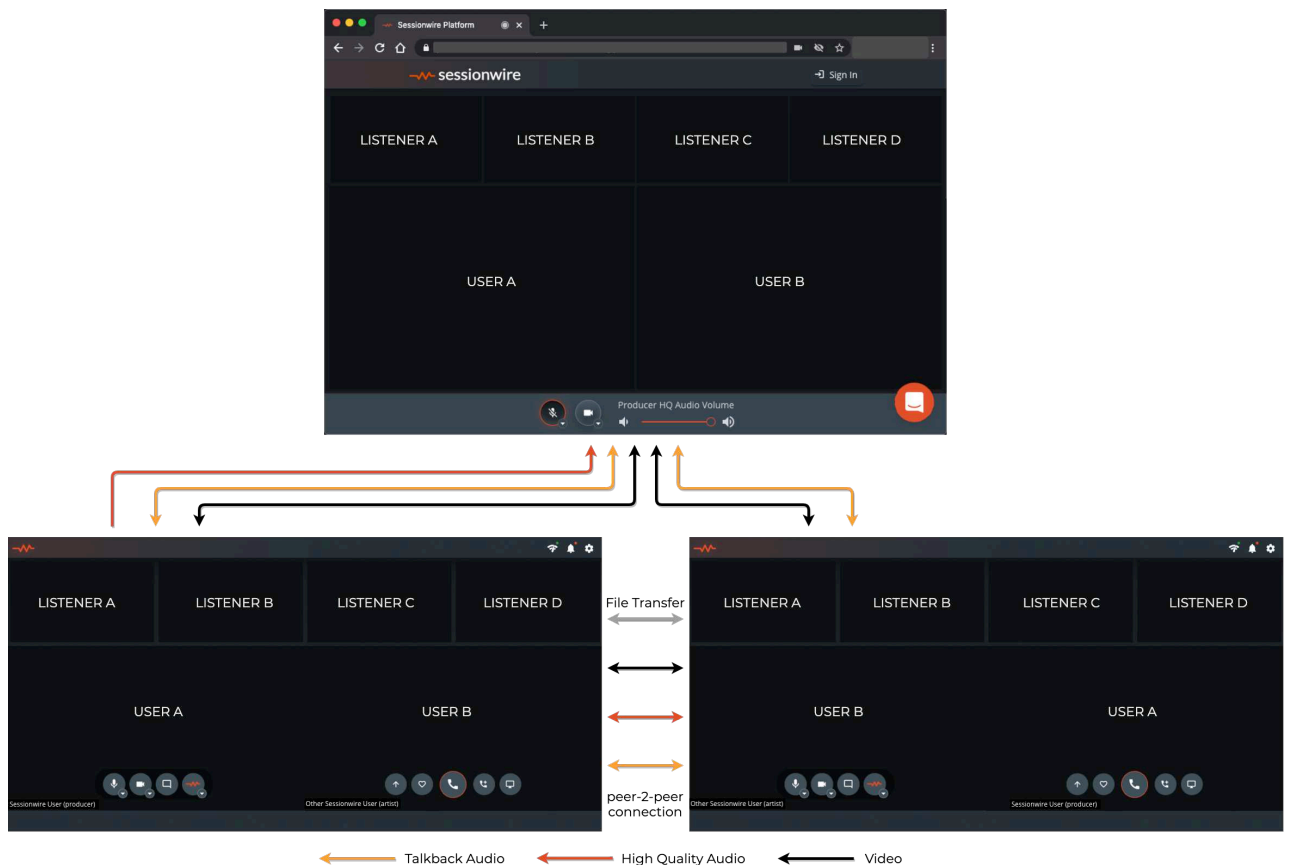 Sessionwire Platform
sessionwire
Sign In
LISTENER A
LISTENER B
LISTENER C
LISTENER D
USER A
USER B
Producer HQ Audio Volume
LISTENER A
LISTENER B
LISTENER C
LISTENER D
USER A
USER B
Sessionwire User (producer)
Other Sessionwire User (artist)
File Transfer
peer-2-peer
connection
LISTENER A
LISTENER B
LISTENER C
LISTENER D
USER B
USER A
Other Sessionwire User (artist)
Sessionwire User (producer)
Talkback Audio
High Quality Audio
Video